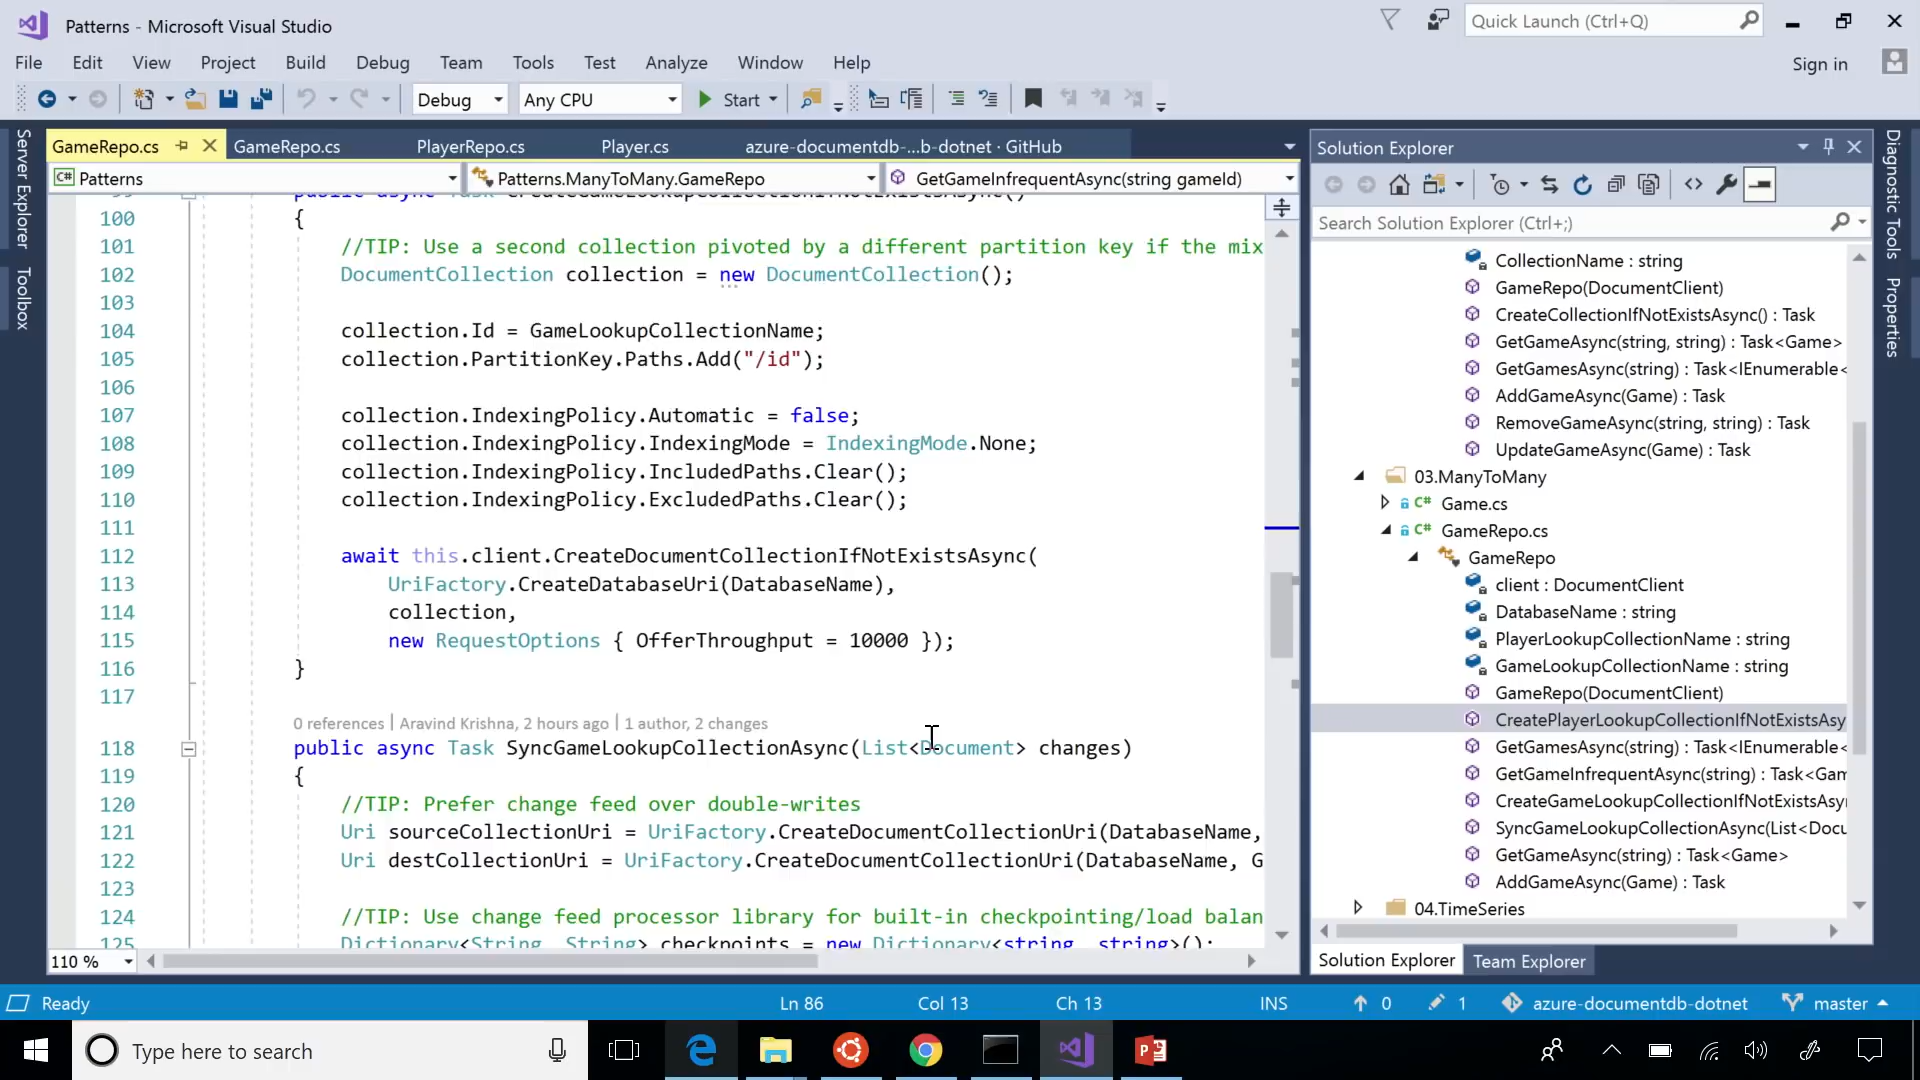 Patterns - Microsoft Visual Studio
Quick Launch (Ctrl+Q)
File Edit View Project Build Debug Team Tools Test Analyze Window Help
Sign in
Debug Any CPU Start
GameRepo.cs GameRepo.cs PlayerRepo.cs Player.cs azure-documentdb-...b-dotnet · GitHub
Patterns Patterns.ManyToMany.GameRepo GetGameInfrequentAsync(string gameId)
Server Explorer
Toolbox
100 {
101 //TIP: Use a second collection pivoted by a different partition key if the mix
102 DocumentCollection collection = new DocumentCollection();
103
104 collection.Id = GameLookupCollectionName;
105 collection.PartitionKey.Paths.Add("/id");
106
107 collection.IndexingPolicy.Automatic = false;
108 collection.IndexingPolicy.IndexingMode = IndexingMode.None;
109 collection.IndexingPolicy.IncludedPaths.Clear();
110 collection.IndexingPolicy.ExcludedPaths.Clear();
111
112 await this.client.CreateDocumentCollectionIfNotExistsAsync(
113 UriFactory.CreateDatabaseUri(DatabaseName),
114 collection,
115 new RequestOptions { OfferThroughput = 10000 });
116 }
117
0 references | Aravind Krishna, 2 hours ago | 1 author, 2 changes
118 public async Task SyncGameLookupCollectionAsync(List<Document> changes)
119 {
120 //TIP: Prefer change feed over double-writes
121 Uri sourceCollectionUri = UriFactory.CreateDocumentCollectionUri(DatabaseName,
122 Uri destCollectionUri = UriFactory.CreateDocumentCollectionUri(DatabaseName, G
123
124 //TIP: Use change feed processor library for built-in checkpointing/load balan
125 Dictionary<String, String> checkpoints = new Dictionary<string, string>();
110 %
Solution Explorer
Search Solution Explorer (Ctrl+;)
CollectionName : string
GameRepo(DocumentClient)
CreateCollectionIfNotExistsAsync() : Task
GetGameAsync(string, string) : Task<Game>
GetGamesAsync(string) : Task<IEnumerable<
AddGameAsync(Game) : Task
RemoveGameAsync(string, string) : Task
UpdateGameAsync(Game) : Task
03.ManyToMany
C# Game.cs
C# GameRepo.cs
GameRepo
client : DocumentClient
DatabaseName : string
PlayerLookupCollectionName : string
GameLookupCollectionName : string
GameRepo(DocumentClient)
CreatePlayerLookupCollectionIfNotExistsAsy
GetGamesAsync(string) : Task<IEnumerable<
GetGameInfrequentAsync(string) : Task<Gam
CreateGameLookupCollectionIfNotExistsAsy
SyncGameLookupCollectionAsync(List<Docu
GetGameAsync(string) : Task<Game>
AddGameAsync(Game) : Task
04.TimeSeries
Solution Explorer Team Explorer
Diagnostic Tools
Properties
Ready Ln 86 Col 13 Ch 13 INS 0 1 azure-documentdb-dotnet master
Type here to search